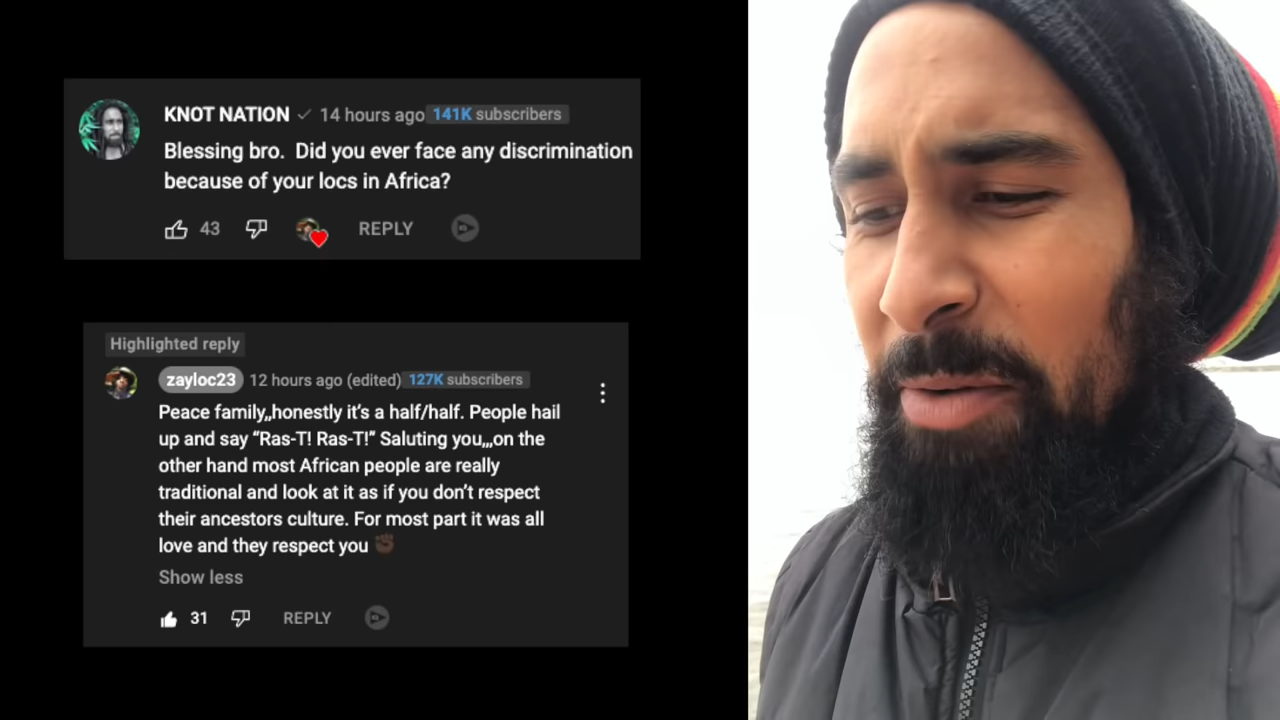 KNOT NATION 14 hours ago 141K subscribers
Blessing bro. Did you ever face any discrimination
because of your locs in Africa?
43 REPLY
Highlighted reply
zayloc23 12 hours ago (edited) 127K subscribers
Peace family,,honestly it's a half/half. People hail
up and say "Ras-T! Ras-T!" Saluting you,,,on the
other hand most African people are really
traditional and look at it as if you don't respect
their ancestors culture. For most part it was all
love and they respect you ✊🏿
Show less
31 REPLY